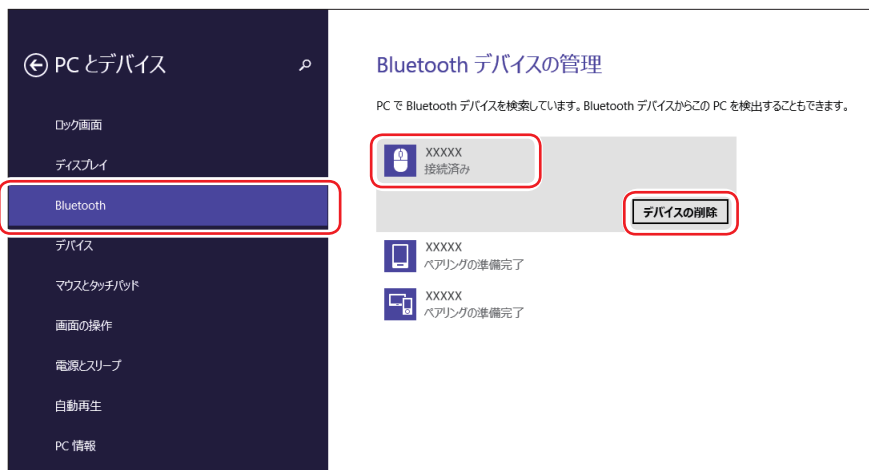 PC とデバイス
ロック画面
ディスプレイ
Bluetooth
デバイス
マウスとタッチパッド
画面の操作
電源とスリープ
自動再生
PC 情報
Bluetooth デバイスの管理
PC で Bluetooth デバイスを検索しています。Bluetooth デバイスからこの PC を検出することもできます。
XXXXX
接続済み
デバイスの削除
XXXXX
ペアリングの準備完了
XXXXX
ペアリングの準備完了